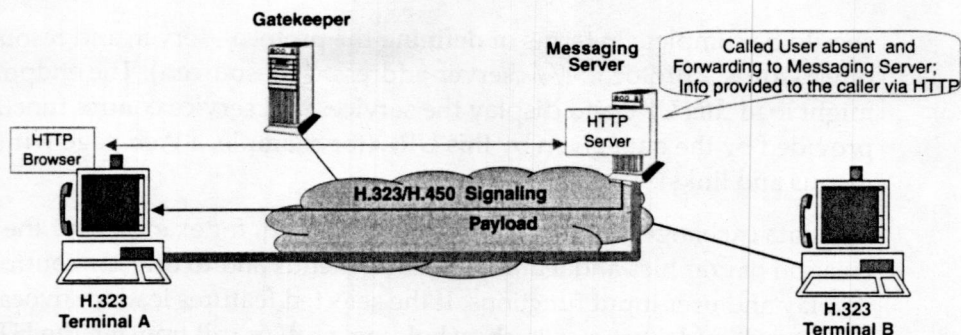 Gatekeeper
Messaging
Server
Called User absent and
Forwarding to Messaging Server;
Info provided to the caller via HTTP
HTTP
Browser
HTTP
Server
H.323/H.450 Signaling
Payload
H.323
Terminal A
H.323
Terminal B